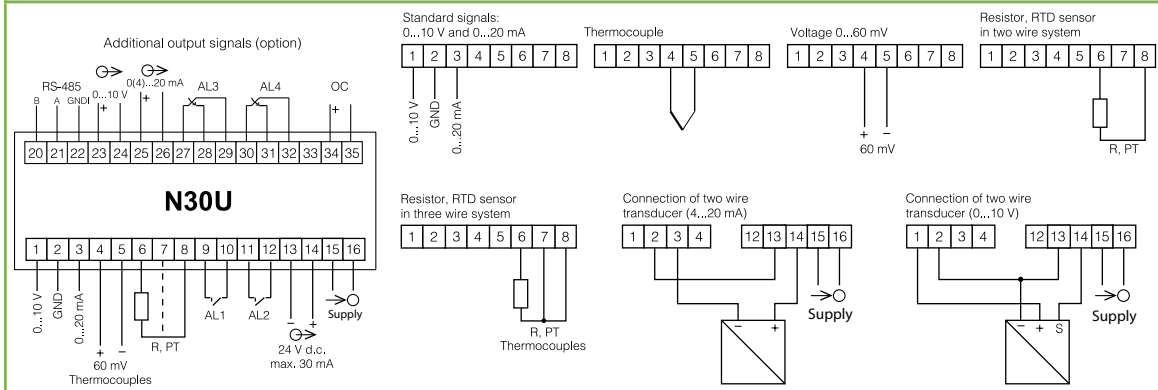 Additional output signals (option)
RS-485
0...10 V
0(4)...20 mA
AL3
AL4
OC
B
A
GNDI
+
+
+
20 21 22 23 24 25 26 27 28 29 30 31 32 33 34 35
N30U
1 2 3 4 5 6 7 8 9 10 11 12 13 14 15 16
0...10 V
GND
0...20 mA
+
−
60 mV
Thermocouples
R, PT
AL1
AL2
−
+
24 V d.c.
max. 30 mA
Supply
Standard signals:
0...10 V and 0...20 mA
1 2 3 4 5 6 7 8
0...10 V
GND
0...20 mA
Thermocouple
1 2 3 4 5 6 7 8
Voltage 0...60 mV
1 2 3 4 5 6 7 8
+
−
60 mV
Resistor, RTD sensor
in two wire system
1 2 3 4 5 6 7 8
R, PT
Resistor, RTD sensor
in three wire system
1 2 3 4 5 6 7 8
R, PT
Thermocouples
Connection of two wire
transducer (4...20 mA)
1 2 3 4
12 13 14 15 16
−
+
Supply
Connection of two wire
transducer (0...10 V)
1 2 3 4
12 13 14 15 16
− + S
Supply